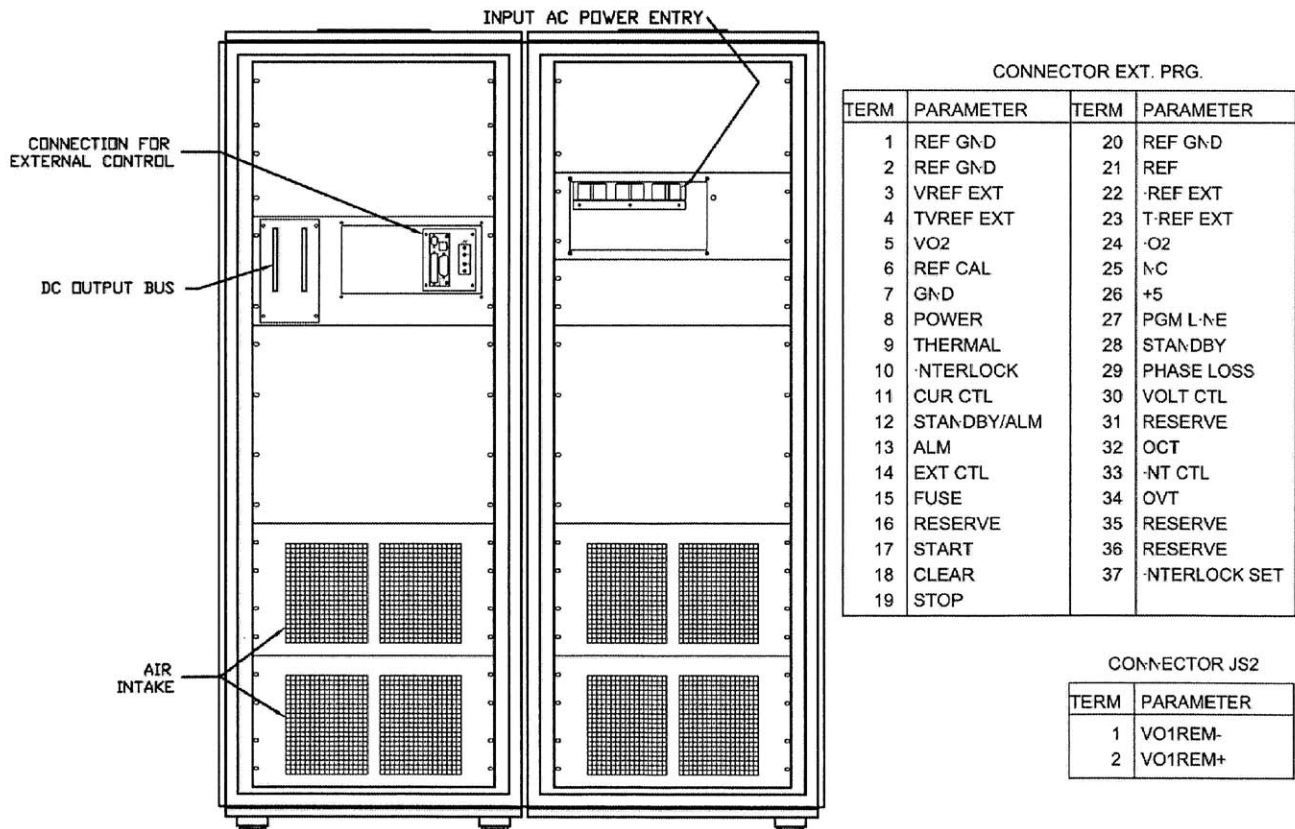 INPUT AC POWER ENTRY
CONNECTION FOR
EXTERNAL CONTROL
DC OUTPUT BUS
AIR
INTAKE
CONNECTOR EXT. PRG.
TERM PARAMETER TERM PARAMETER
1 REF GND 20 REF GND
2 REF GND 21 REF
3 VREF EXT 22 ·REF EXT
4 TVREF EXT 23 T·REF EXT
5 VO2 24 ·O2
6 REF CAL 25 NC
7 GND 26 +5
8 POWER 27 PGM L·NE
9 THERMAL 28 STANDBY
10 ·NTERLOCK 29 PHASE LOSS
11 CUR CTL 30 VOLT CTL
12 STANDBY/ALM 31 RESERVE
13 ALM 32 OCT
14 EXT CTL 33 ·NT CTL
15 FUSE 34 OVT
16 RESERVE 35 RESERVE
17 START 36 RESERVE
18 CLEAR 37 ·NTERLOCK SET
19 STOP
CONNECTOR JS2
TERM PARAMETER
1 VO1REM-
2 VO1REM+